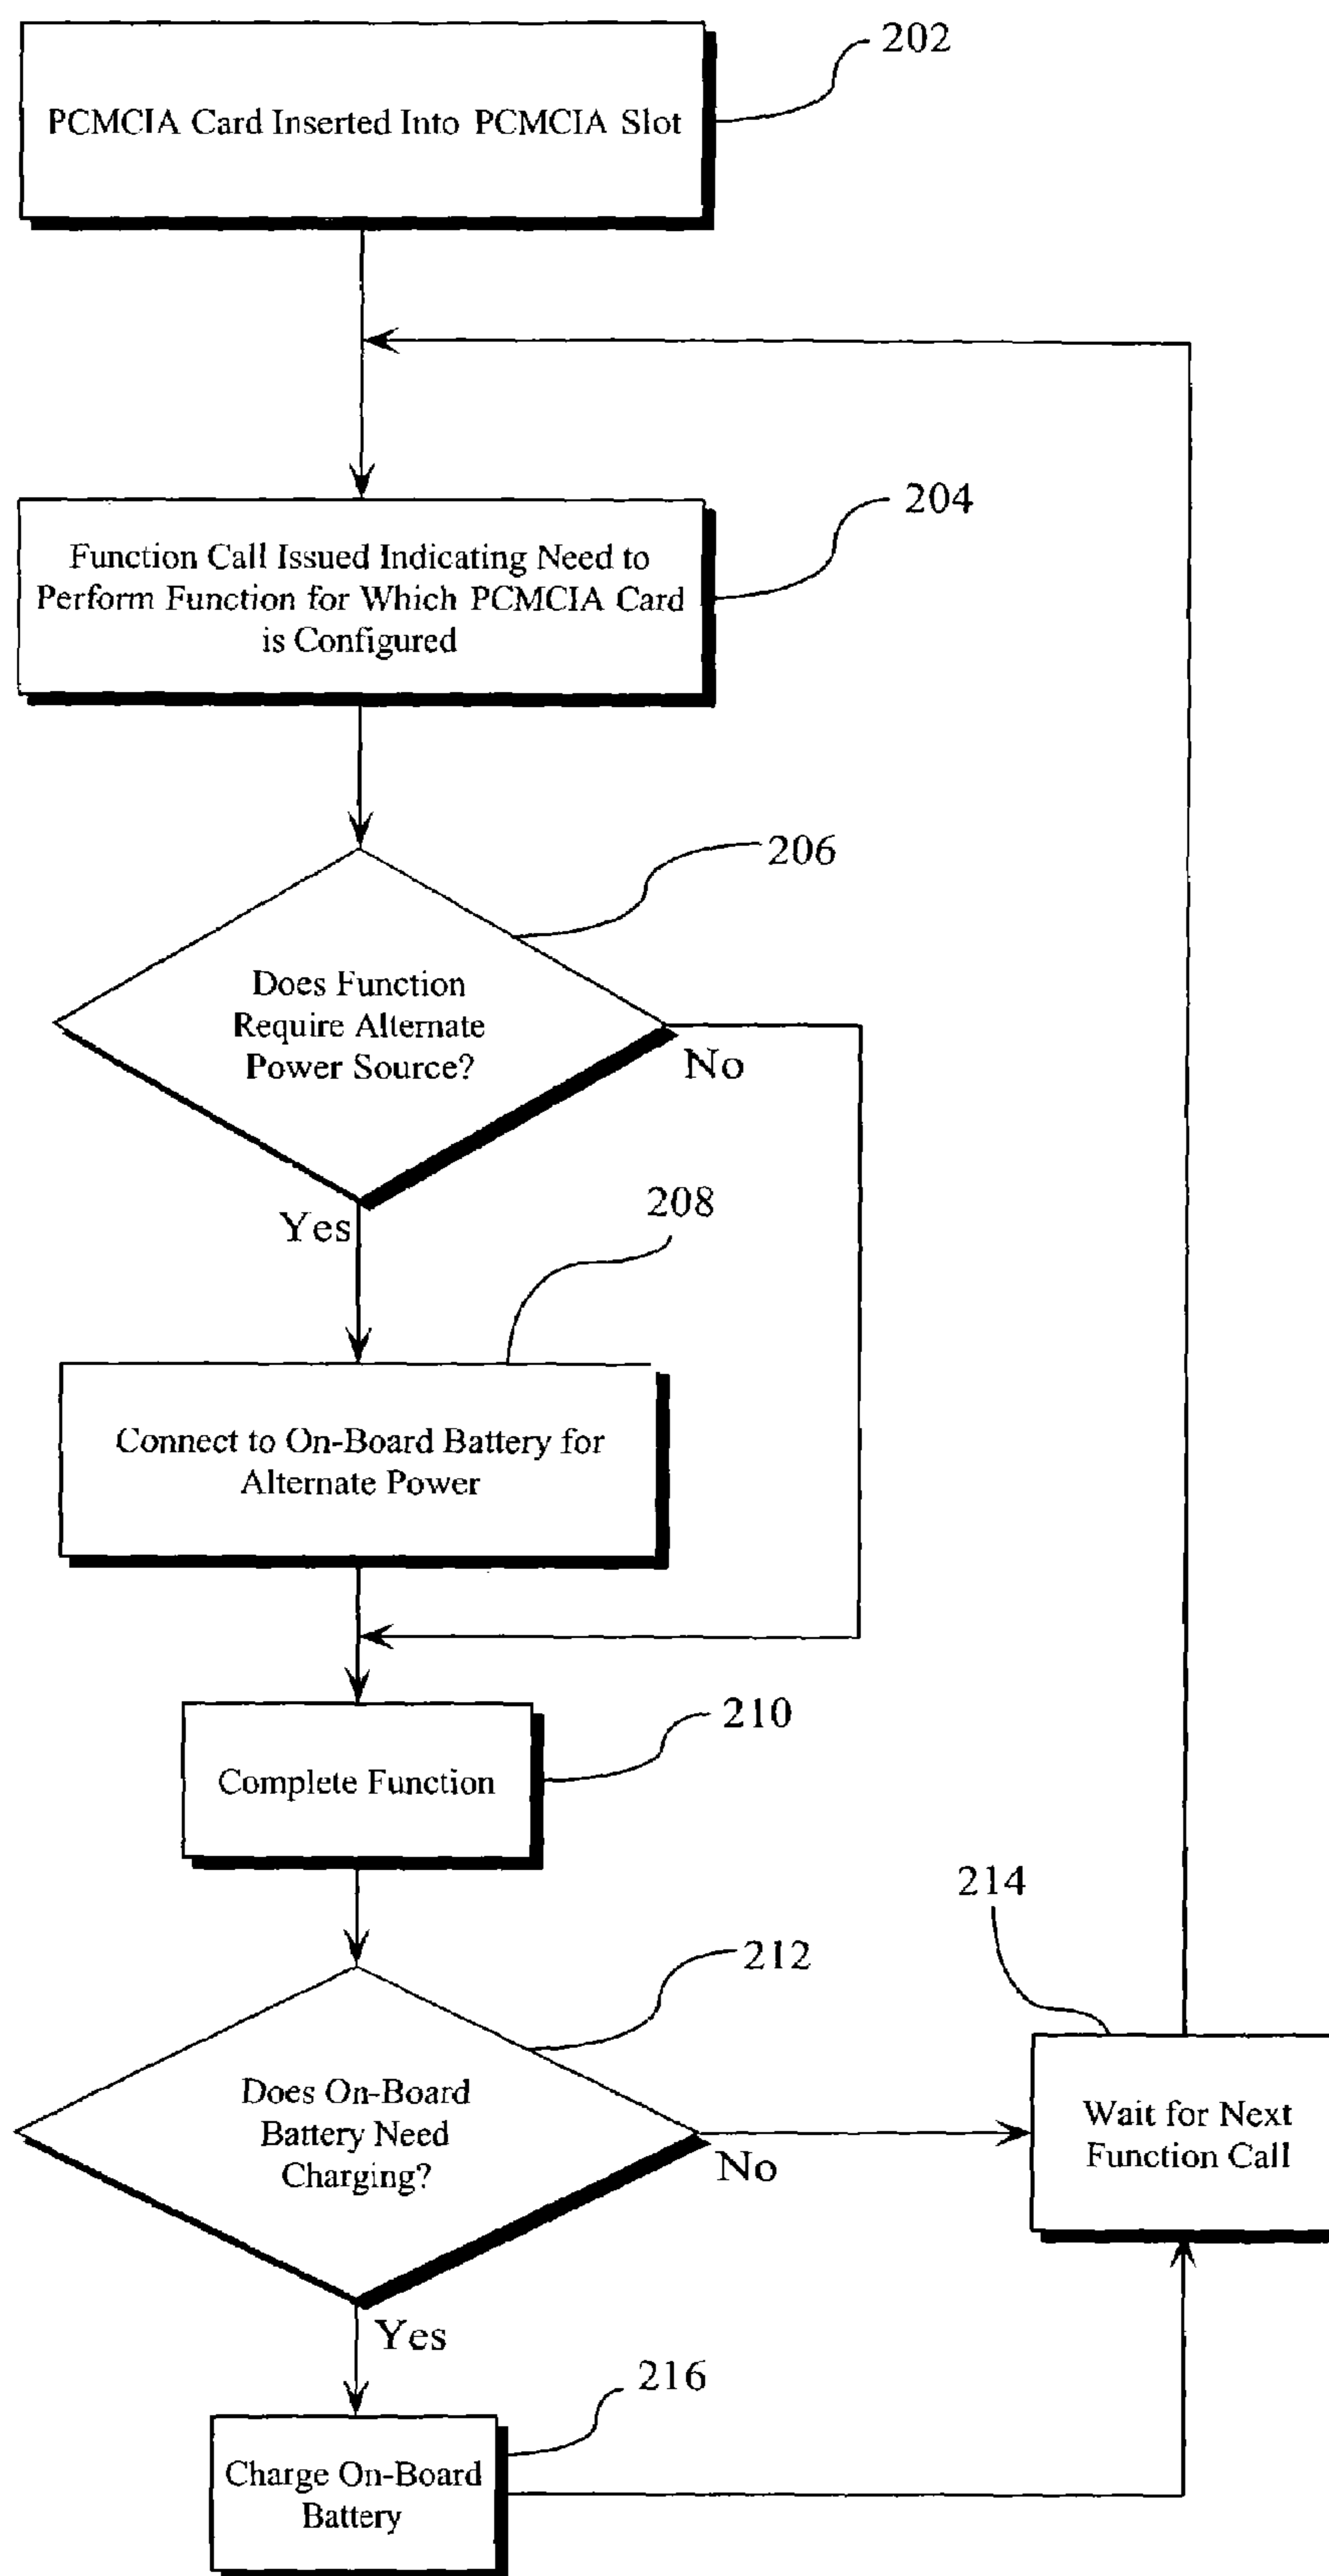 202
PCMCIA Card Inserted Into PCMCIA Slot
204
Function Call Issued Indicating Need to
Perform Function for Which PCMCIA Card
is Configured
206
Does Function
Require Alternate
Power Source?
No
Yes
208
Connect to On-Board Battery for
Alternate Power
210
Complete Function
212
214
Does On-Board
Battery Need
Charging?
No
Wait for Next
Function Call
Yes
216
Charge On-Board
Battery